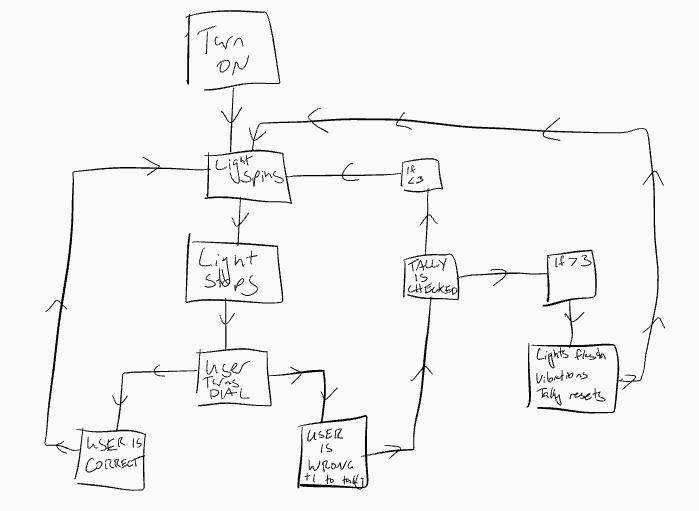 Turn
ON
Light
spins
If
<3
Light
stops
TALLY
IS
CHECKED
If >3
User
Turns
DIAL
Lights flash
Vibrations
Tally resets
USER IS
CORRECT
USER
IS
WRONG
+1 to tally